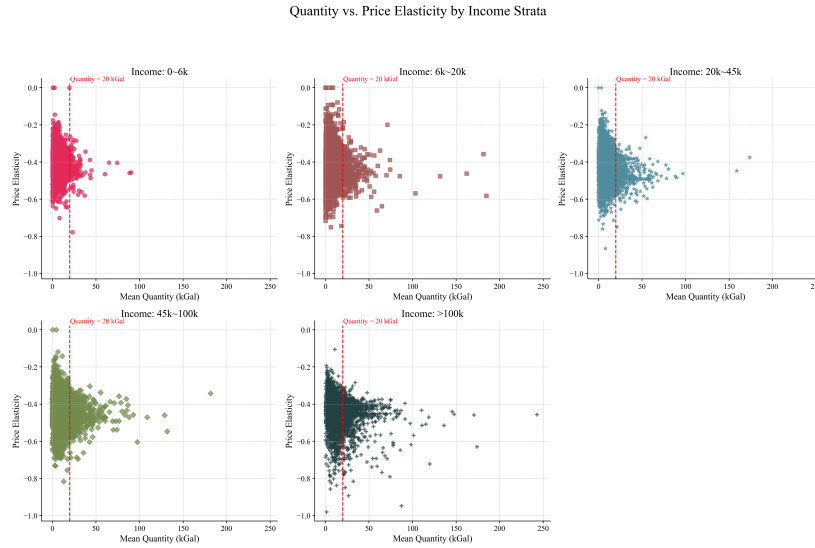 Quantity vs. Price Elasticity by Income Strata
Income: 0~6k
Quantity = 20 kGal
0.0
−0.2
−0.4
−0.6
−0.8
−1.0
Price Elasticity
0 50 100 150 200 250
Mean Quantity (kGal)
Income: 6k~20k
Quantity = 20 kGal
0.0
−0.2
−0.4
−0.6
−0.8
−1.0
Price Elasticity
0 50 100 150 200 250
Mean Quantity (kGal)
Income: 20k~45k
Quantity = 20 kGal
0.0
−0.2
−0.4
−0.6
−0.8
−1.0
Price Elasticity
0 50 100 150 200 250
Mean Quantity (kGal)
Income: 45k~100k
Quantity = 20 kGal
0.0
−0.2
−0.4
−0.6
−0.8
−1.0
Price Elasticity
0 50 100 150 200 250
Mean Quantity (kGal)
Income: >100k
Quantity = 20 kGal
0.0
−0.2
−0.4
−0.6
−0.8
−1.0
Price Elasticity
0 50 100 150 200 250
Mean Quantity (kGal)